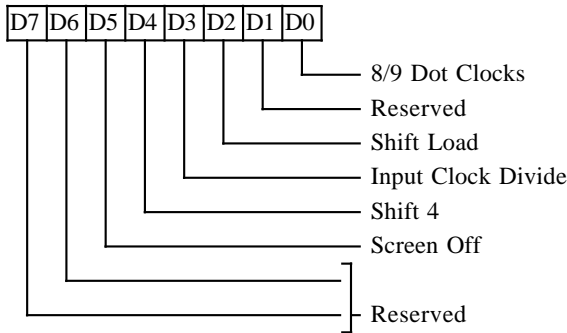 D7 D6 D5 D4 D3 D2 D1 D0
8/9 Dot Clocks
Reserved
Shift Load
Input Clock Divide
Shift 4
Screen Off
Reserved